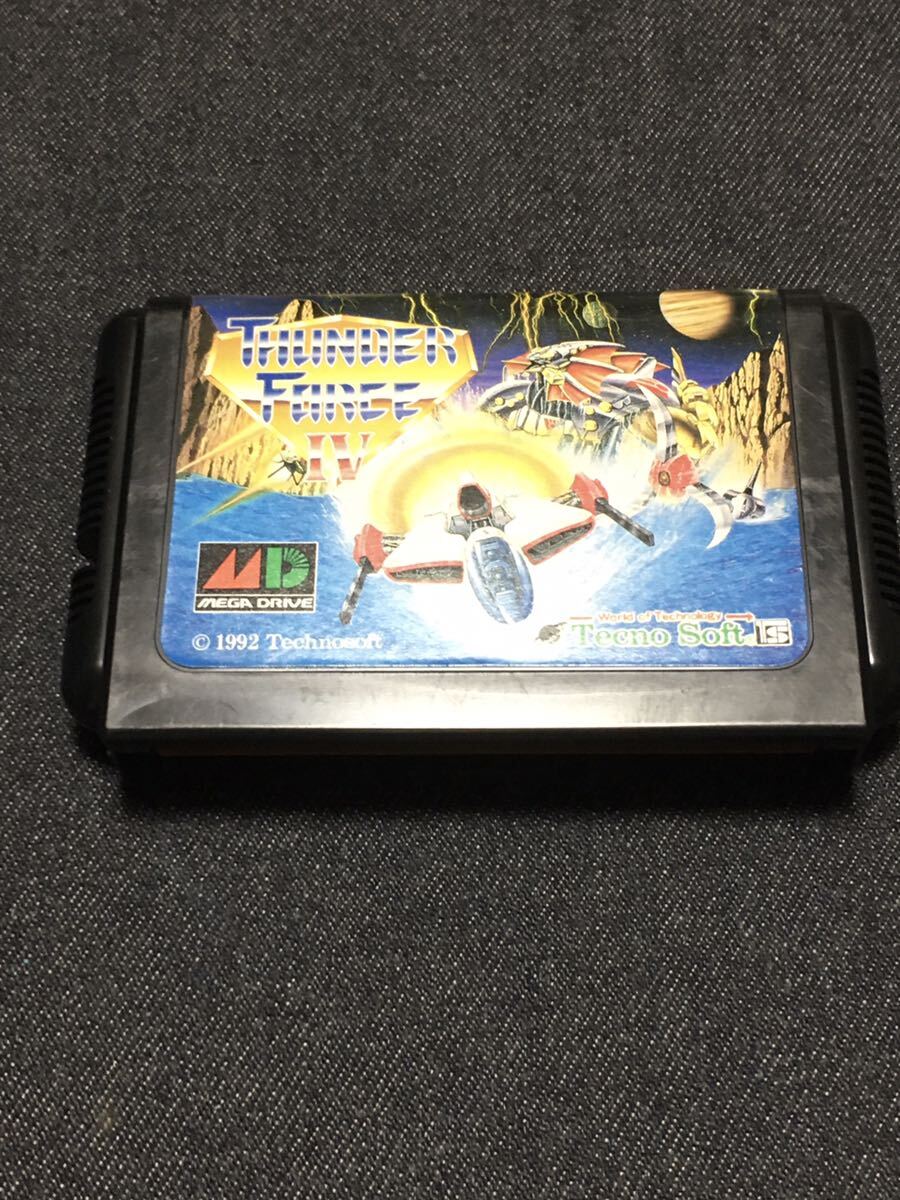 THUNDER
FORCE
IV
MD
MEGA DRIVE
© 1992 Technosoft
World of Technology
Tecno Soft